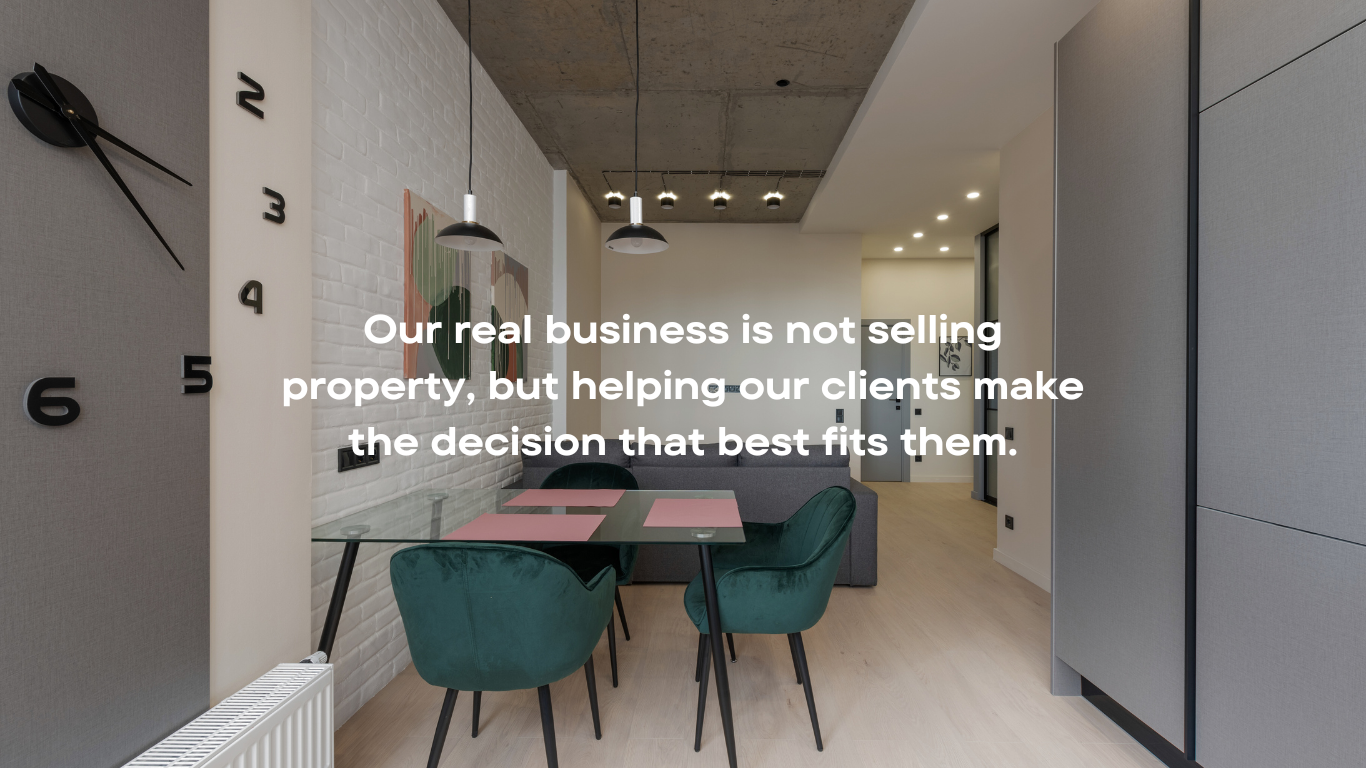 2
3
4
5
6
Our real business is not selling
property, but helping our clients make
the decision that best fits them.